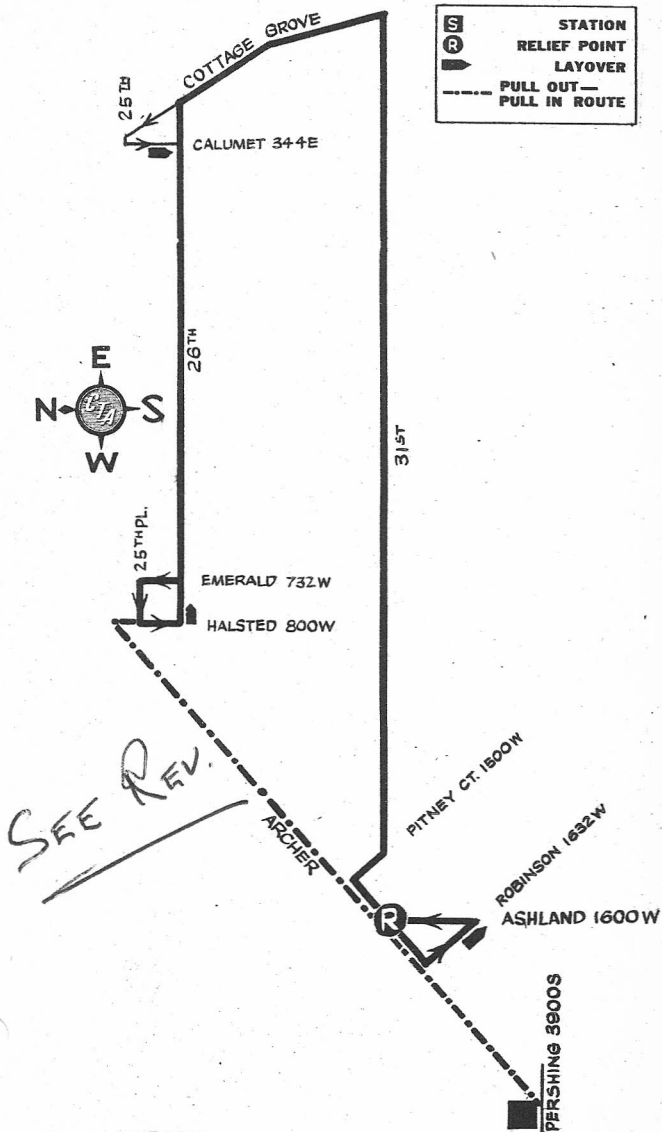 S STATION
R RELIEF POINT
LAYOVER
PULL OUT—
PULL IN ROUTE
COTTAGE GROVE
25TH
CALUMET 344E
26TH
E
N CTA S
W
31ST
25TH PL.
EMERALD 732W
HALSTED 800W
PITNEY CT. 1500W
SEE REV.
ARCHER
ROBINSON 1632W
R
ASHLAND 1600W
PERSHING 3900S